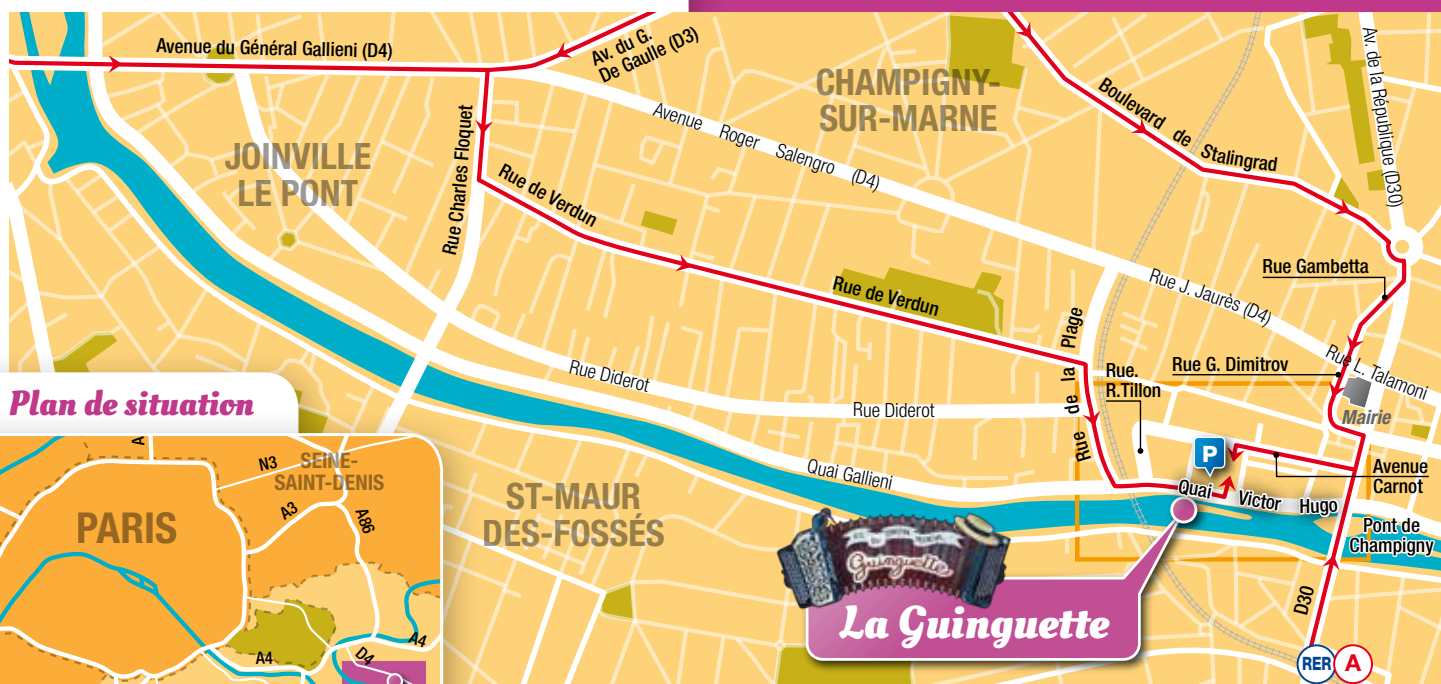 Avenue du Général Gallieni (D4)
Av. du G.
De Gaulle (D3)
CHAMPIGNY-
SUR-MARNE
Av. de la République (D30)
Boulevard de Stalingrad
Avenue Roger Salengro (D4)
JOINVILLE
LE PONT
Rue Charles Floquet
Rue de Verdun
Rue de Verdun
Rue Gambetta
Rue J. Jaurès (D4)
Rue de la Plage
Rue.
R.Tillon
Rue G. Dimitrov
Rue L. Talamoni
Mairie
Rue Diderot
Rue Diderot
Quai Gallieni
P
Avenue
Carnot
Quai Victor Hugo
Pont de
Champigny
D30
RER A
ST-MAUR
DES-FOSSÉS
Guinguette
La Guinguette
Plan de situation
A
N3
SEINE-
SAINT-DENIS
A3
A86
PARIS
A4
A4
D4